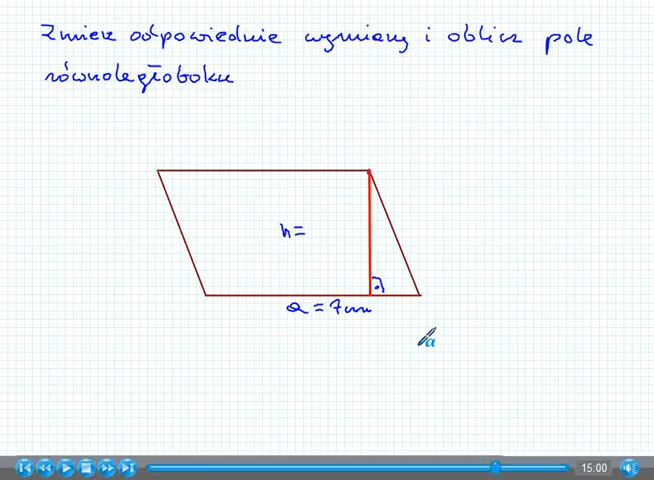 Zmierz odpowiednie wymiary i oblicz pole
równoległoboku
h=
a = 7cm
a
15:00